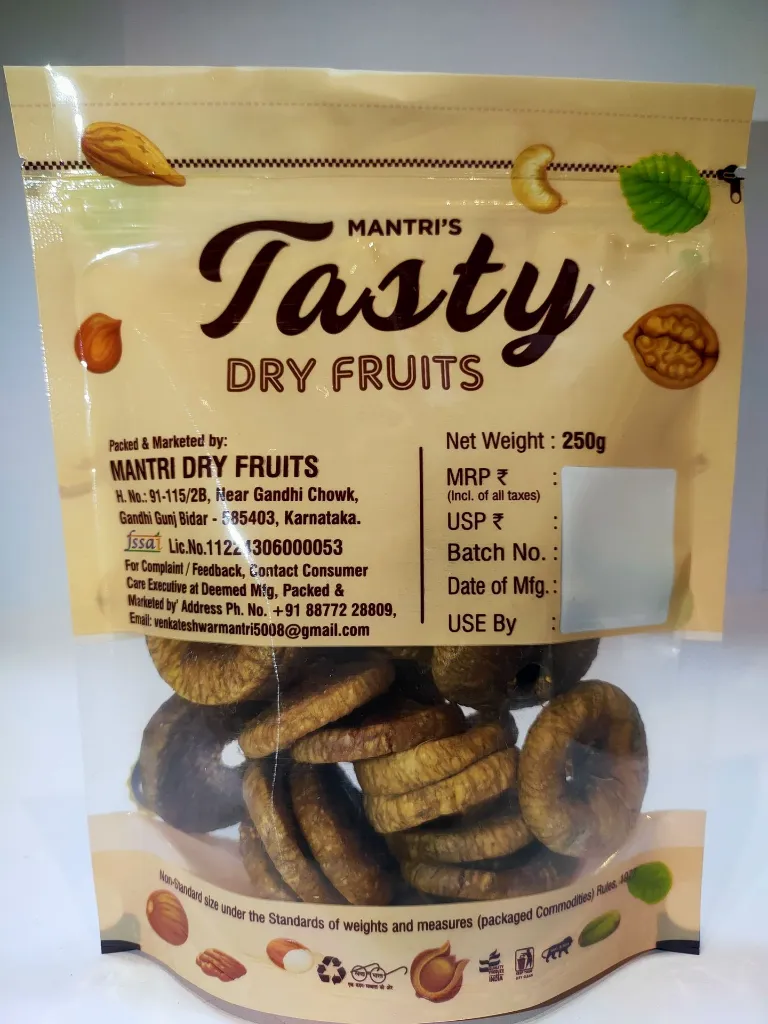 MANTRI'S
Tasty
DRY FRUITS
Packed & Marketed by:
MANTRI DRY FRUITS
H. No.: 91-115/2B, Near Gandhi Chowk,
Gandhi Gunj Bidar - 585403, Karnataka.
fssai Lic.No.11224306000053
For Complaint / Feedback, Contact Consumer
Care Executive at Deemed Mfg, Packed &
Marketed by' Address Ph. No. +91 88772 28809,
Email: venkateshwarmantri5008@gmail.com
Net Weight : 250g
MRP ₹ :
(Incl. of all taxes)
USP ₹ :
Batch No. :
Date of Mfg. :
USE By :
Non-Standard size under the Standards of weights and measures (packaged Commodities) Rules,